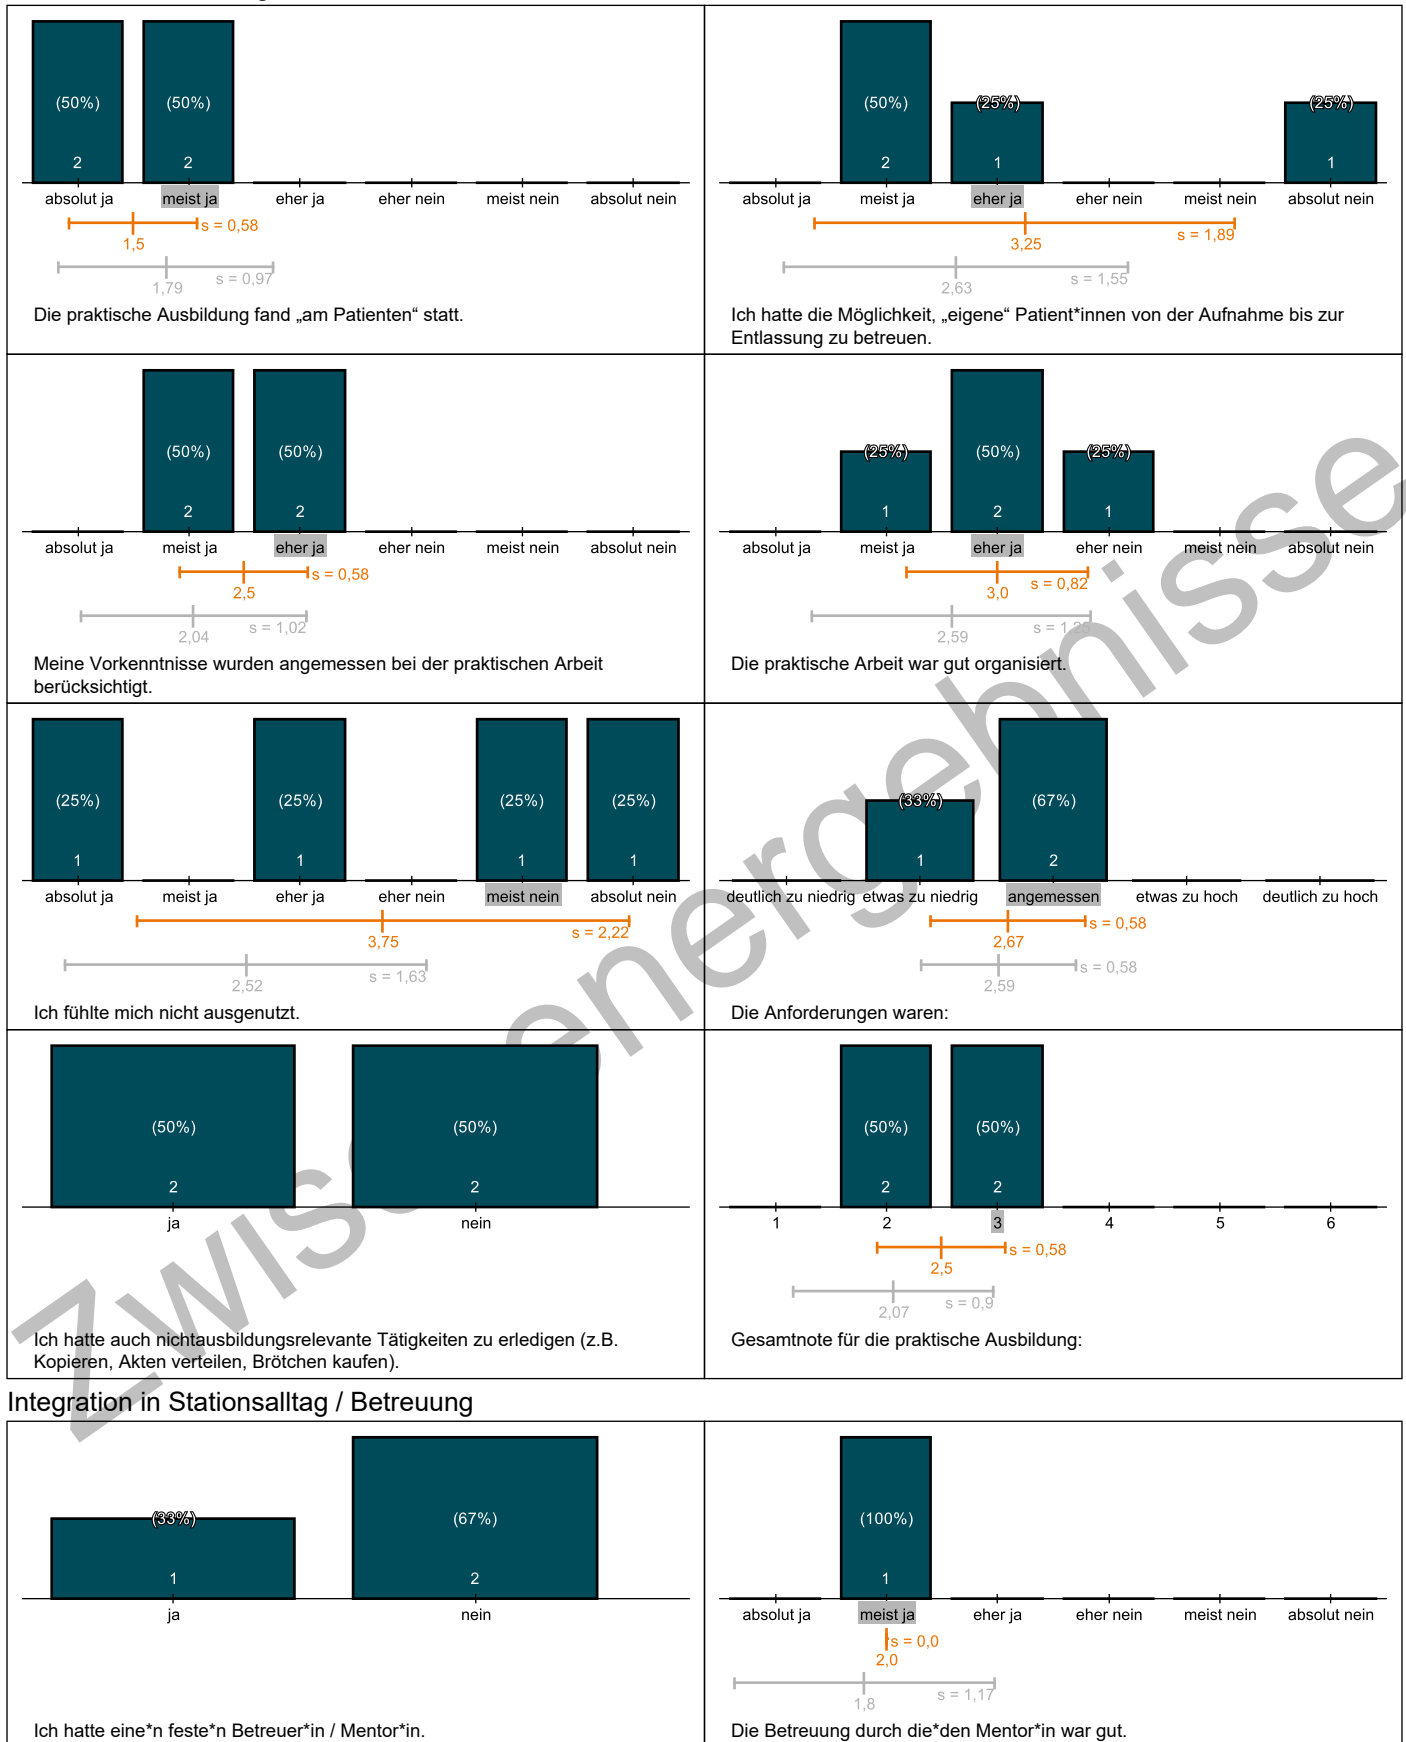 (50%) (50%)
2 2
absolut ja meist ja eher ja eher nein meist nein absolut nein
s = 0,58
1,5
s = 0,97
1,79
Die praktische Ausbildung fand „am Patienten“ statt.
(50%) (25%) (25%)
2 1 1
absolut ja meist ja eher ja eher nein meist nein absolut nein
s = 1,89
3,25
s = 1,55
2,63
Ich hatte die Möglichkeit, „eigene“ Patient*innen von der Aufnahme bis zur
Entlassung zu betreuen.
(50%) (50%)
2 2
absolut ja meist ja eher ja eher nein meist nein absolut nein
s = 0,58
2,5
s = 1,02
2,04
Meine Vorkenntnisse wurden angemessen bei der praktischen Arbeit
berücksichtigt.
(25%) (50%) (25%)
1 2 1
absolut ja meist ja eher ja eher nein meist nein absolut nein
s = 0,82
3,0
s = 1,25
2,59
Die praktische Arbeit war gut organisiert.
(25%) (25%) (25%) (25%)
1 1 1 1
absolut ja meist ja eher ja eher nein meist nein absolut nein
s = 2,22
3,75
s = 1,63
2,52
Ich fühlte mich nicht ausgenutzt.
(33%) (67%)
1 2
deutlich zu niedrig etwas zu niedrig angemessen etwas zu hoch deutlich zu hoch
s = 0,58
2,67
s = 0,58
2,59
Die Anforderungen waren:
(50%) (50%)
2 2
ja nein
Ich hatte auch nichtausbildungsrelevante Tätigkeiten zu erledigen (z.B.
Kopieren, Akten verteilen, Brötchen kaufen).
(50%) (50%)
2 2
1 2 3 4 5 6
s = 0,58
2,5
s = 0,9
2,07
Gesamtnote für die praktische Ausbildung:
Integration in Stationsalltag / Betreuung
(33%) (67%)
1 2
ja nein
Ich hatte eine*n feste*n Betreuer*in / Mentor*in.
(100%)
1
absolut ja meist ja eher ja eher nein meist nein absolut nein
s = 0,0
2,0
s = 1,17
1,8
Die Betreuung durch die*den Mentor*in war gut.